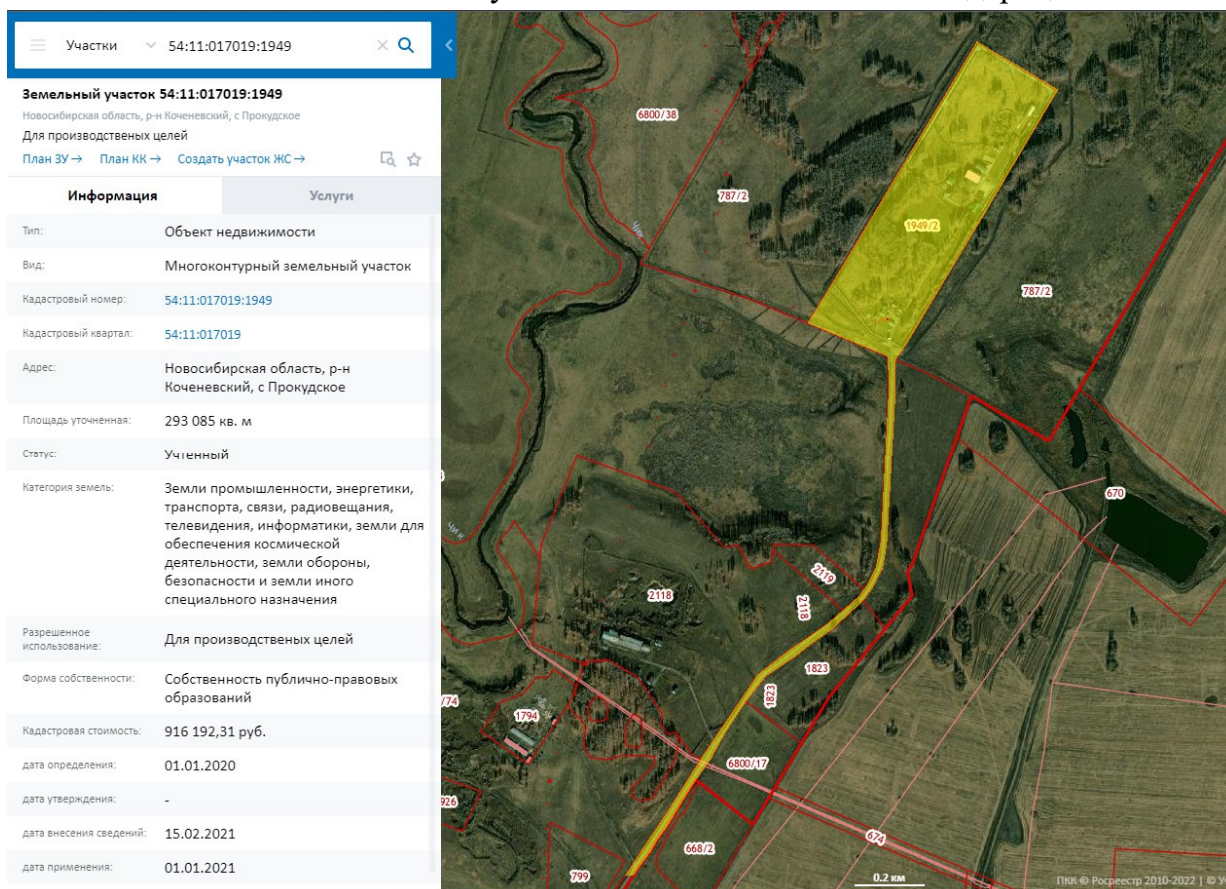 Участки 54:11:017019:1949
Земельный участок 54:11:017019:1949
Новосибирская область, р-н Коченевский, с Прокудское
Для производственых целей
План ЗУ → План КК → Создать участок ЖС →
Информация Услуги
Тип: Объект недвижимости
Вид: Многоконтурный земельный участок
Кадастровый номер: 54:11:017019:1949
Кадастровый квартал: 54:11:017019
Адрес: Новосибирская область, р-н
Коченевский, с Прокудское
Площадь уточненная: 293 085 кв. м
Статус: Учтенный
Категория земель: Земли промышленности, энергетики,
транспорта, связи, радиовещания,
телевидения, информатики, земли для
обеспечения космической
деятельности, земли обороны,
безопасности и земли иного
специального назначения
Разрешенное
использование: Для производственых целей
Форма собственности: Собственность публично-правовых
образований
Кадастровая стоимость: 916 192,31 руб.
дата определения: 01.01.2020
дата утверждения: -
дата внесения сведений: 15.02.2021
дата применения: 01.01.2021
6800/38
787/2
Чик
1949/2
787/2
670
Чик
2119
2118
2118
1823
1823
/74
1794
6800/17
926
674
668/2
799
0.2 км
ПКК © Росреестр 2010-2022 | ©